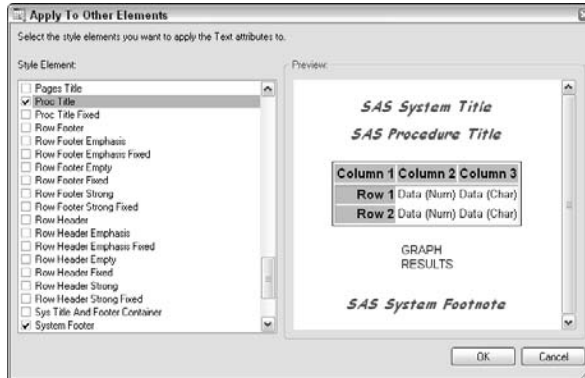 Apply To Other Elements
Select the style elements you want to apply the Text attributes to.
Style Element:
Pages Title
Proc Title
Proc Title Fixed
Row Footer
Row Footer Emphasis
Row Footer Emphasis Fixed
Row Footer Empty
Row Footer Fixed
Row Footer Strong
Row Footer Strong Fixed
Row Header
Row Header Emphasis
Row Header Emphasis Fixed
Row Header Empty
Row Header Fixed
Row Header Strong
Row Header Strong Fixed
Sys Title And Footer Container
System Footer
Preview:
SAS System Title
SAS Procedure Title
Column 1 Column 2 Column 3
Row 1 Data (Num) Data (Char)
Row 2 Data (Num) Data (Char)
GRAPH
RESULTS
SAS System Footnote
OK Cancel